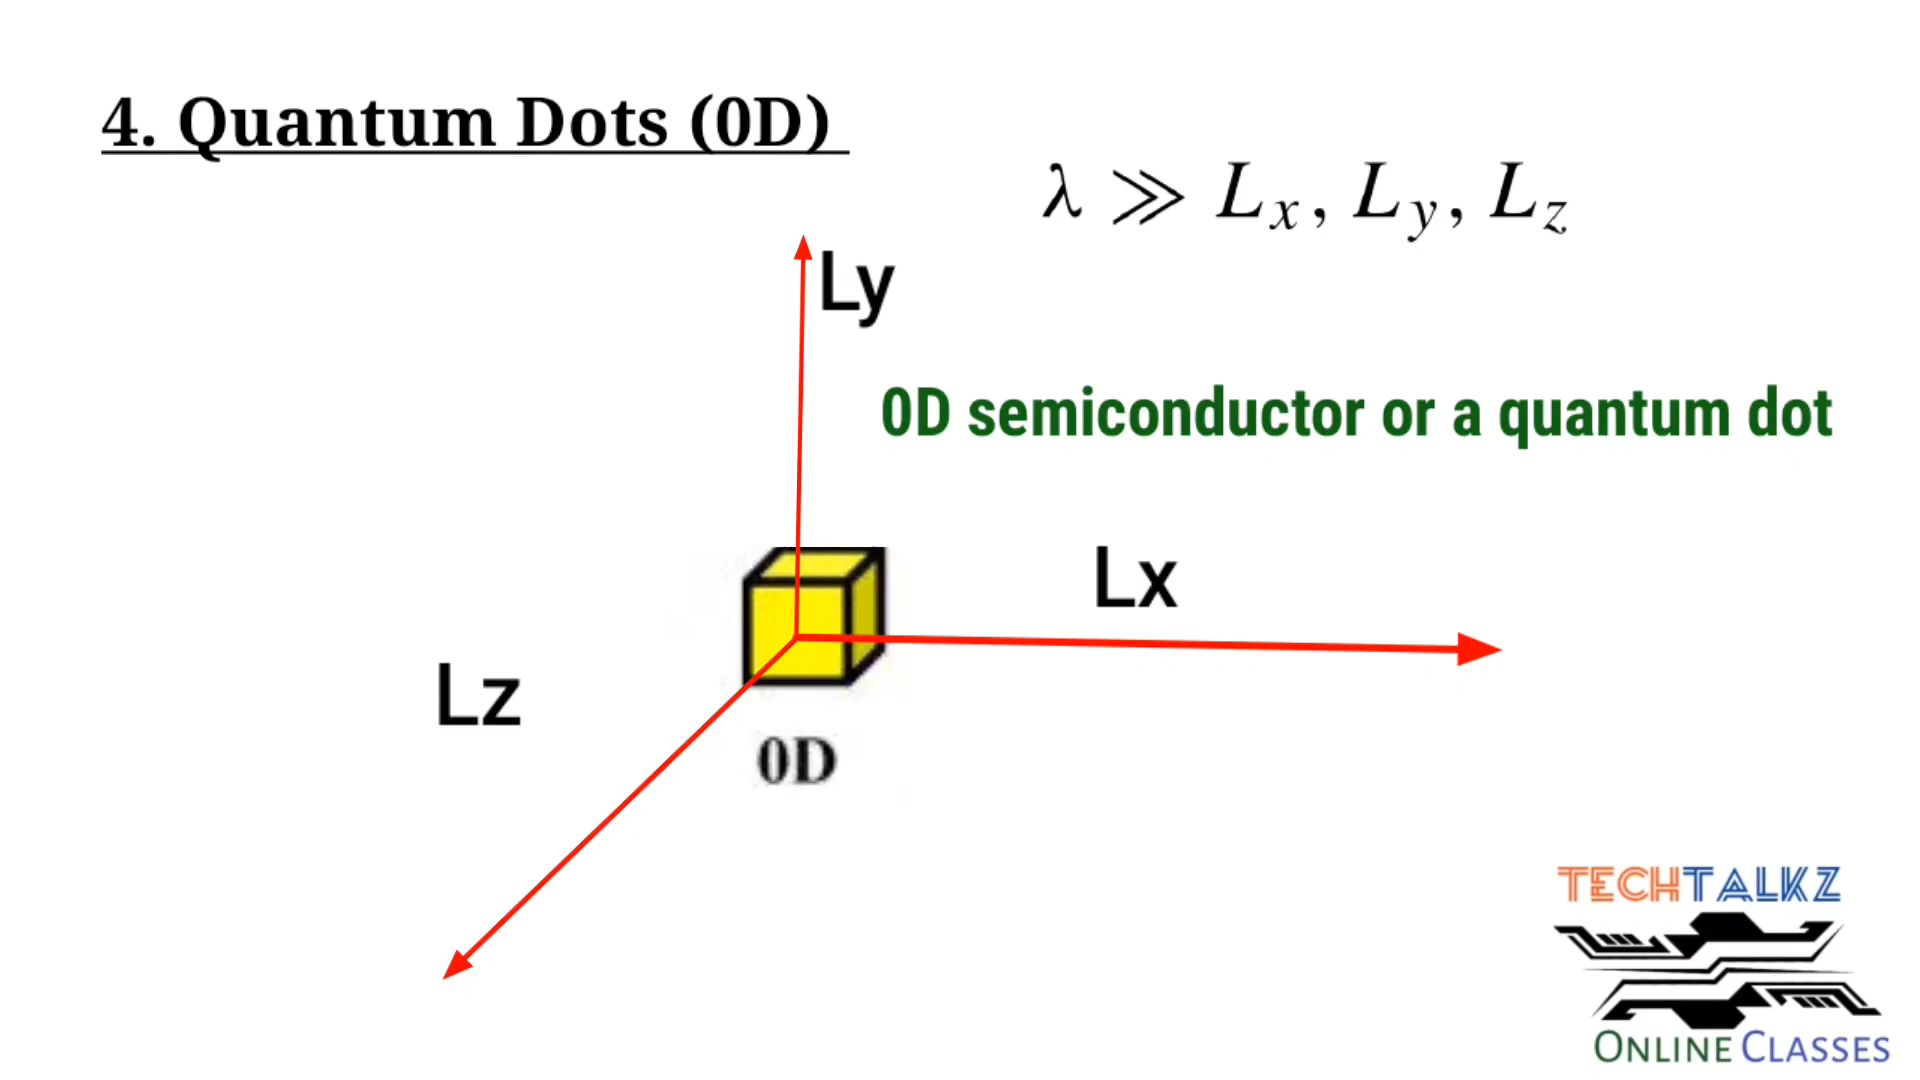 4. Quantum Dots (0D)
λ ≫ Lx, Ly, Lz
Ly
0D semiconductor or a quantum dot
Lx
Lz
0D
TECHTALKZ
ONLINE CLASSES